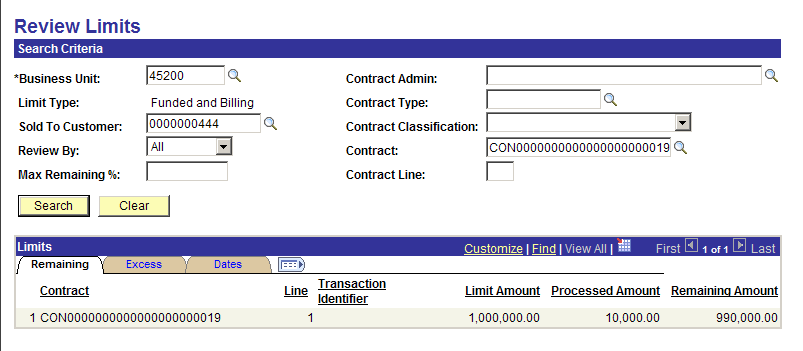 Review Limits
Search Criteria
*Business Unit: 45200 Contract Admin:
Limit Type: Funded and Billing Contract Type:
Sold To Customer: 0000000444 Contract Classification:
Review By: All Contract: CON0000000000000000000019
Max Remaining %: Contract Line:
Search Clear
Limits Customize | Find | View All | First 1 of 1 Last
Remaining Excess Dates
Contract Line Transaction Identifier Limit Amount Processed Amount Remaining Amount
1 CON0000000000000000000019 1 1,000,000.00 10,000.00 990,000.00